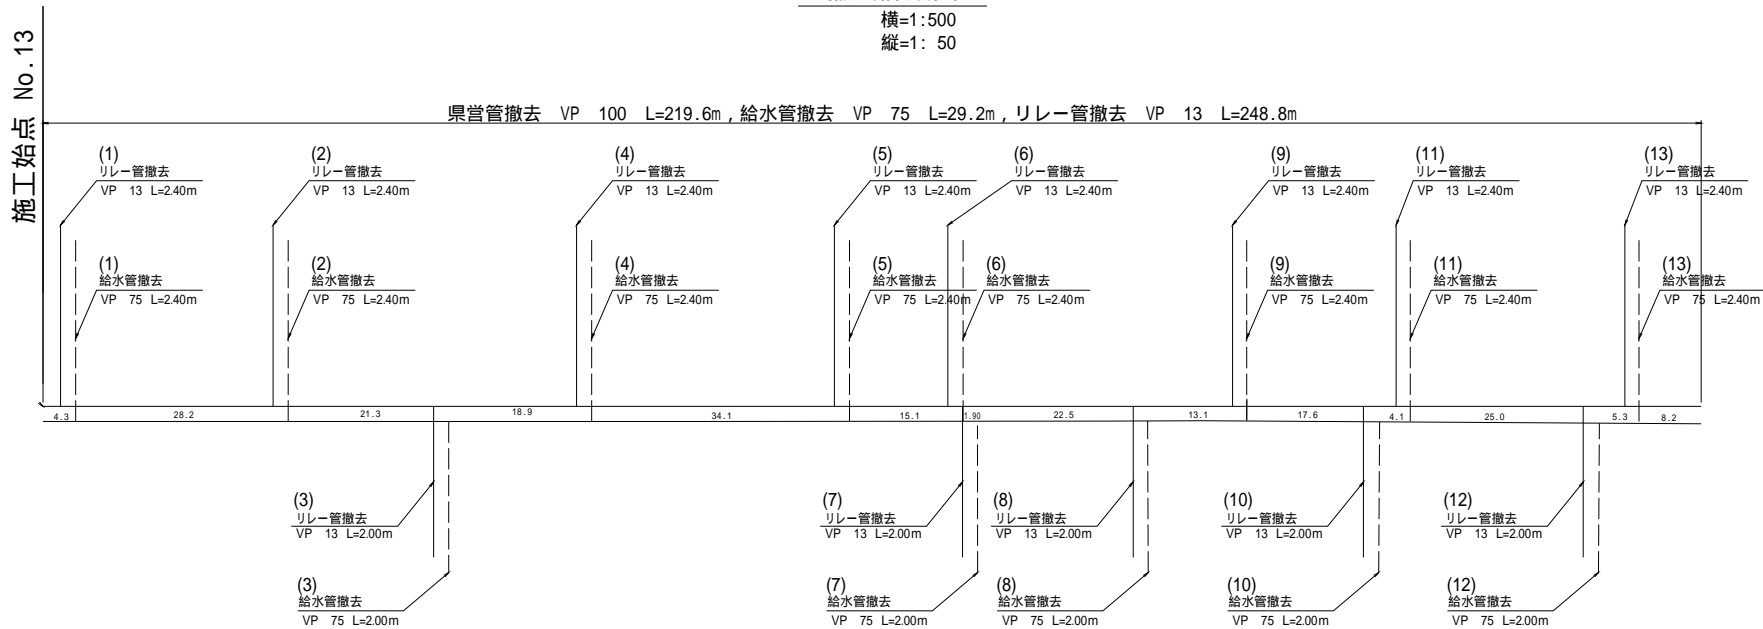 横=1:500
縦=1: 50
施工始点 No.13
県営管撤去 VP 100 L=219.6m,給水管撤去 VP 75 L=29.2m,リレー管撤去 VP 13 L=248.8m
(1)
リレー管撤去
VP 13 L=2.40m
(2)
リレー管撤去
VP 13 L=2.40m
(4)
リレー管撤去
VP 13 L=2.40m
(5)
リレー管撤去
VP 13 L=2.40m
(6)
リレー管撤去
VP 13 L=2.40m
(9)
リレー管撤去
VP 13 L=2.40m
(11)
リレー管撤去
VP 13 L=2.40m
(13)
リレー管撤去
VP 13 L=2.40m
(1)
給水管撤去
VP 75 L=2.40m
(2)
給水管撤去
VP 75 L=2.40m
(4)
給水管撤去
VP 75 L=2.40m
(5)
給水管撤去
VP 75 L=2.40m
(6)
給水管撤去
VP 75 L=2.40m
(9)
給水管撤去
VP 75 L=2.40m
(11)
給水管撤去
VP 75 L=2.40m
(13)
給水管撤去
VP 75 L=2.40m
4.3 28.2 21.3 18.9 34.1 15.1 1.90 22.5 13.1 17.6 4.1 25.0 5.3 8.2
(3)
リレー管撤去
VP 13 L=2.00m
(7)
リレー管撤去
VP 13 L=2.00m
(8)
リレー管撤去
VP 13 L=2.00m
(10)
リレー管撤去
VP 13 L=2.00m
(12)
リレー管撤去
VP 13 L=2.00m
(3)
給水管撤去
VP 75 L=2.00m
(7)
給水管撤去
VP 75 L=2.00m
(8)
給水管撤去
VP 75 L=2.00m
(10)
給水管撤去
VP 75 L=2.00m
(12)
給水管撤去
VP 75 L=2.00m